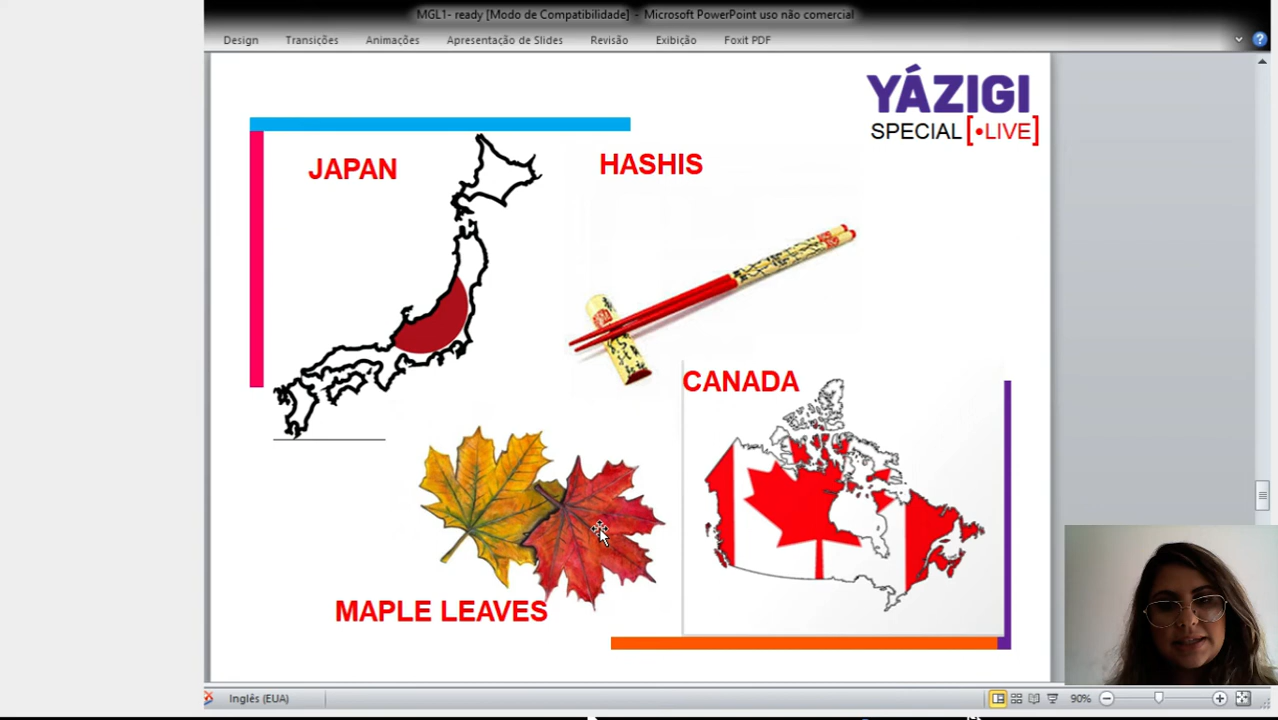 MGL1- ready [Modo de Compatibilidade] - Microsoft PowerPoint uso não comercial
Design Transições Animações Apresentação de Slides Revisão Exibição Foxit PDF
YÁZIGI
SPECIAL [•LIVE]
JAPAN
HASHIS
CANADA
MAPLE LEAVES
Inglês (EUA) 90%